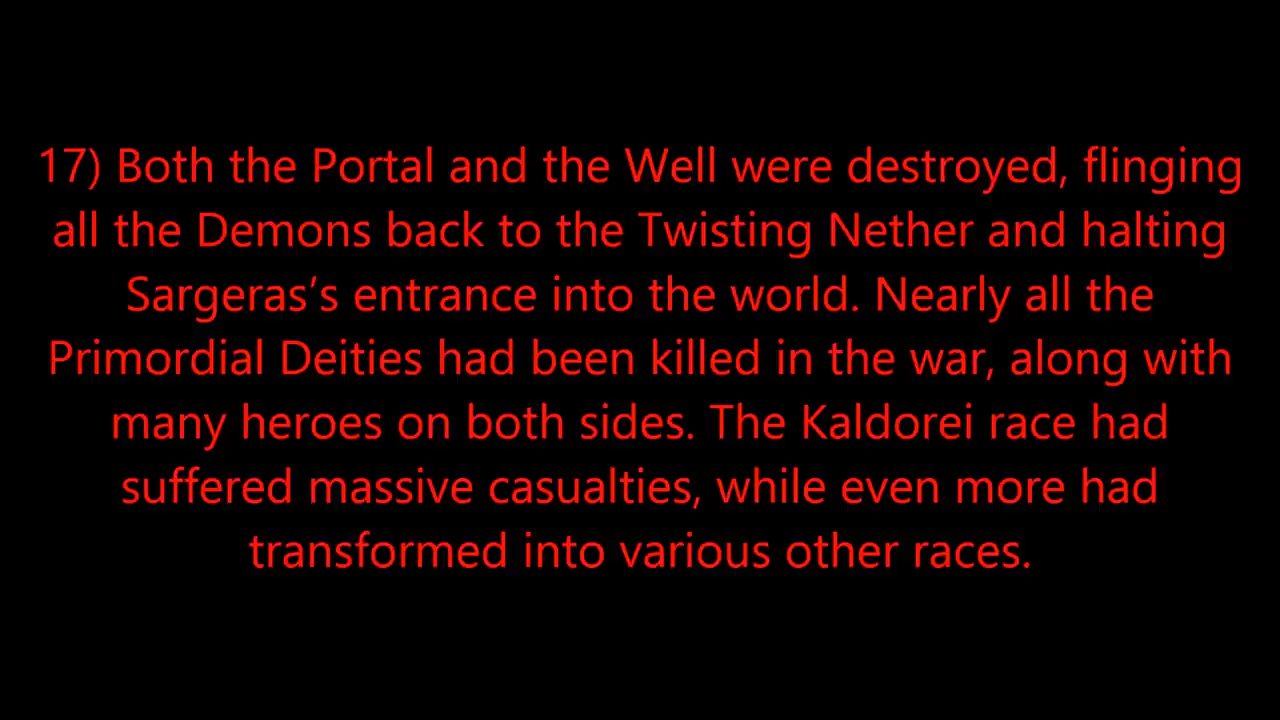 17) Both the Portal and the Well were destroyed, flinging
all the Demons back to the Twisting Nether and halting
Sargeras’s entrance into the world. Nearly all the
Primordial Deities had been killed in the war, along with
many heroes on both sides. The Kaldorei race had
suffered massive casualties, while even more had
transformed into various other races.